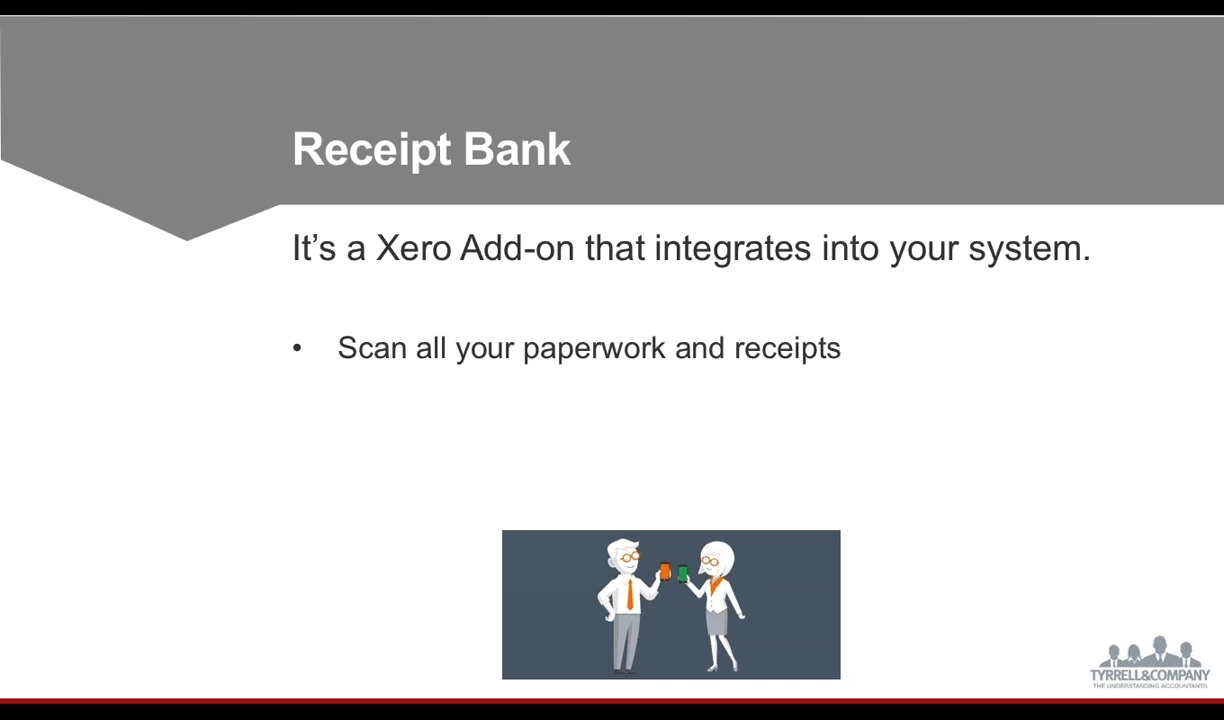 Receipt Bank
It’s a Xero Add-on that integrates into your system.
• Scan all your paperwork and receipts
TYRRELL&COMPANY
THE UNDERSTANDING ACCOUNTANTS